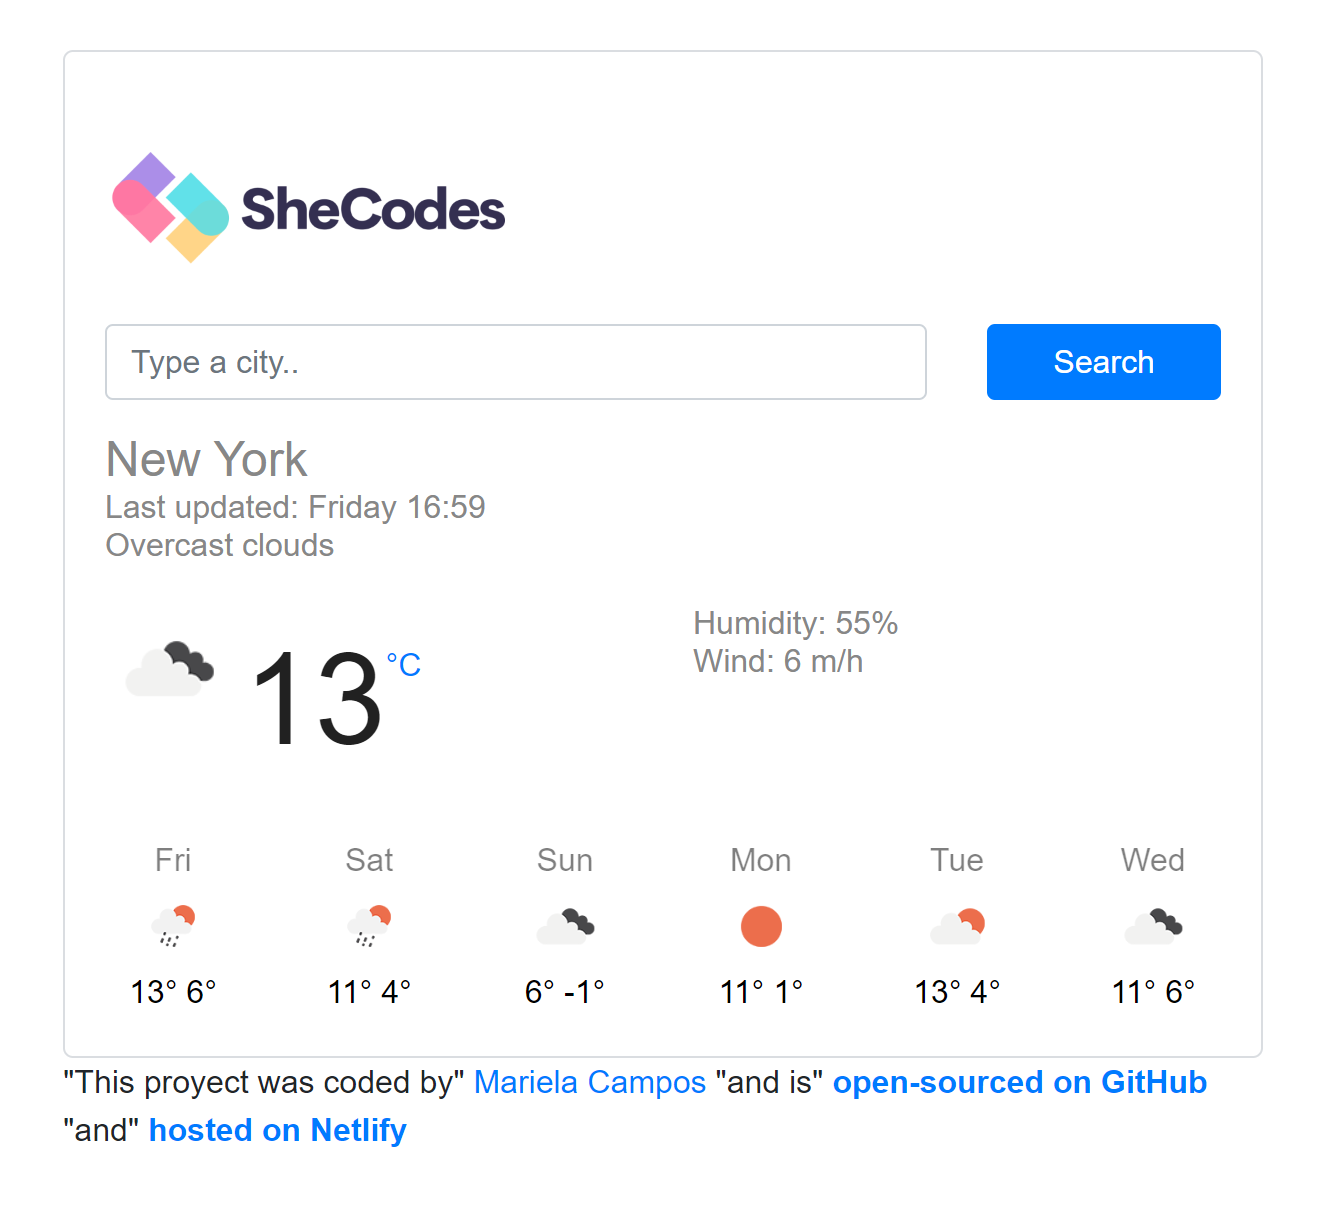 SheCodes
Type a city..
Search
New York
Last updated: Friday 16:59
Overcast clouds
Humidity: 55%
Wind: 6 m/h
13 °C
Fri Sat Sun Mon Tue Wed
13° 6° 11° 4° 6° -1° 11° 1° 13° 4° 11° 6°
"This proyect was coded by" Mariela Campos "and is" open-sourced on GitHub
"and" hosted on Netlify